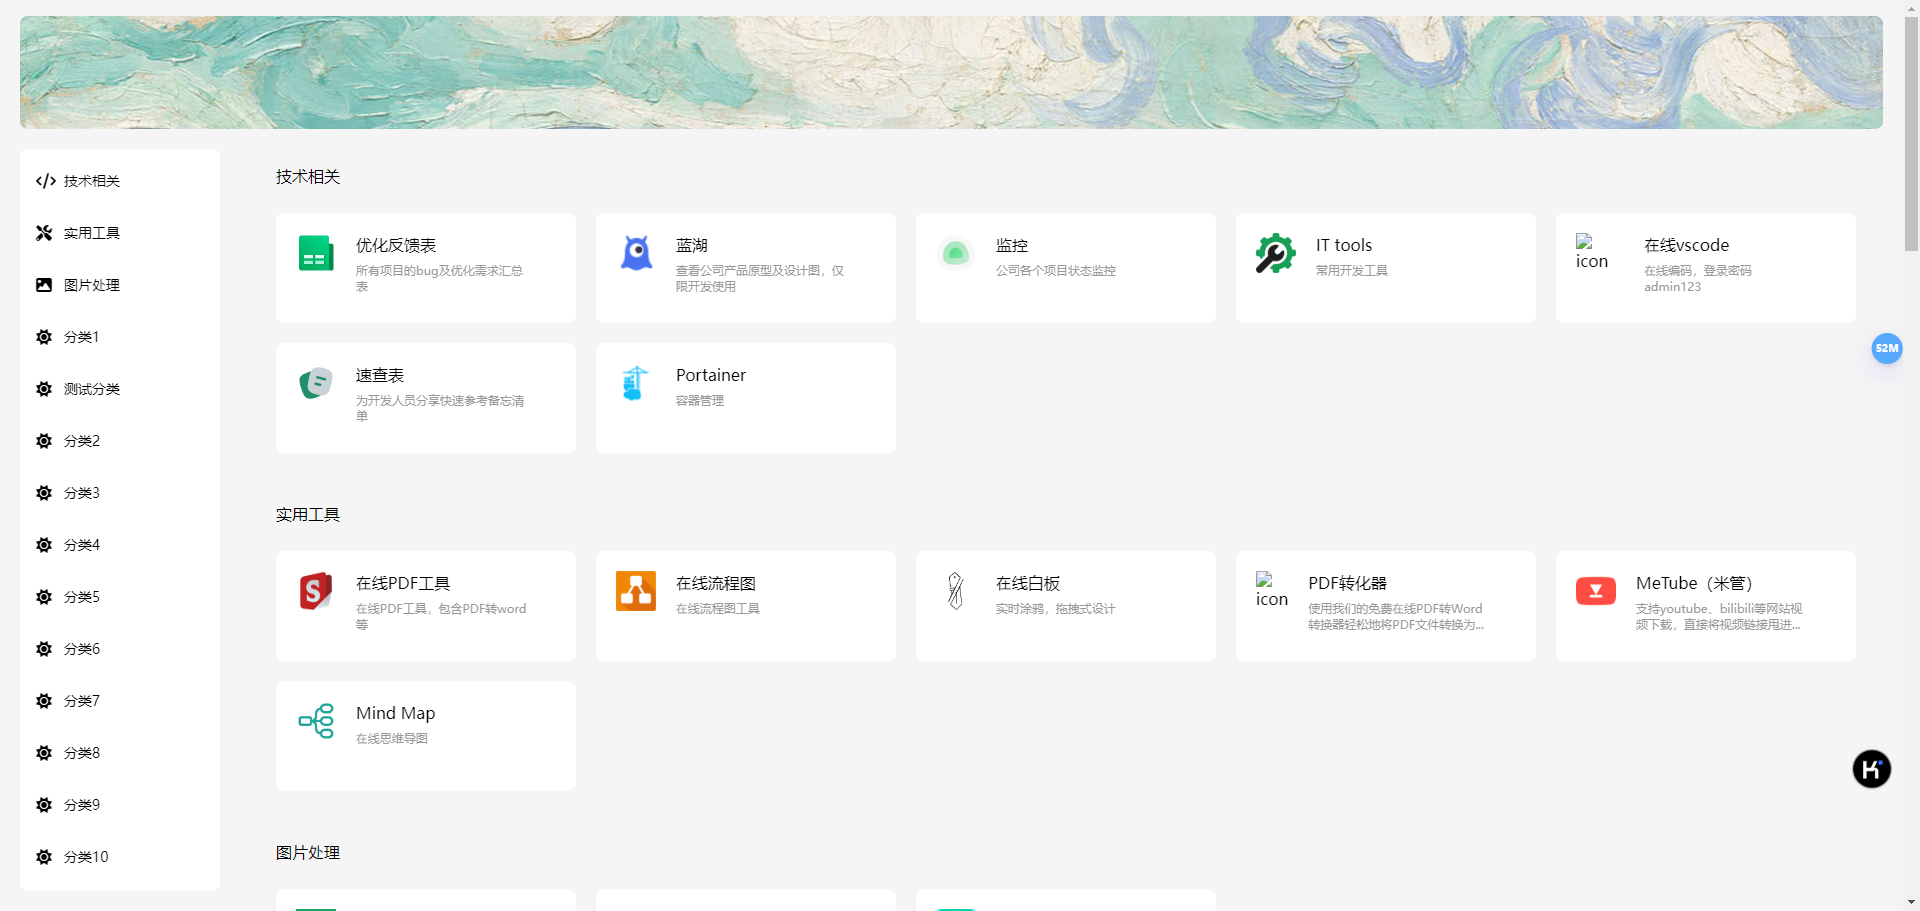 技术相关
实用工具
图片处理
分类1
测试分类
分类2
分类3
分类4
分类5
分类6
分类7
分类8
分类9
分类10
技术相关
优化反馈表
所有项目的bug及优化需求汇总
表
蓝湖
查看公司产品原型及设计图，仅
限开发使用
监控
公司各个项目状态监控
IT tools
常用开发工具
icon
在线vscode
在线编码，登录密码
admin123
速查表
为开发人员分享快速参考备忘清
单
Portainer
容器管理
52M
实用工具
S
在线PDF工具
在线PDF工具，包含PDF转word
等
在线流程图
在线流程图工具
在线白板
实时涂鸦，拖拽式设计
icon
PDF转化器
使用我们的免费在线PDF转Word
转换器轻松地将PDF文件转换为...
MeTube（米管）
支持youtube、bilibili等网站视
频下载，直接将视频链接甩进...
Mind Map
在线思维导图
K
图片处理